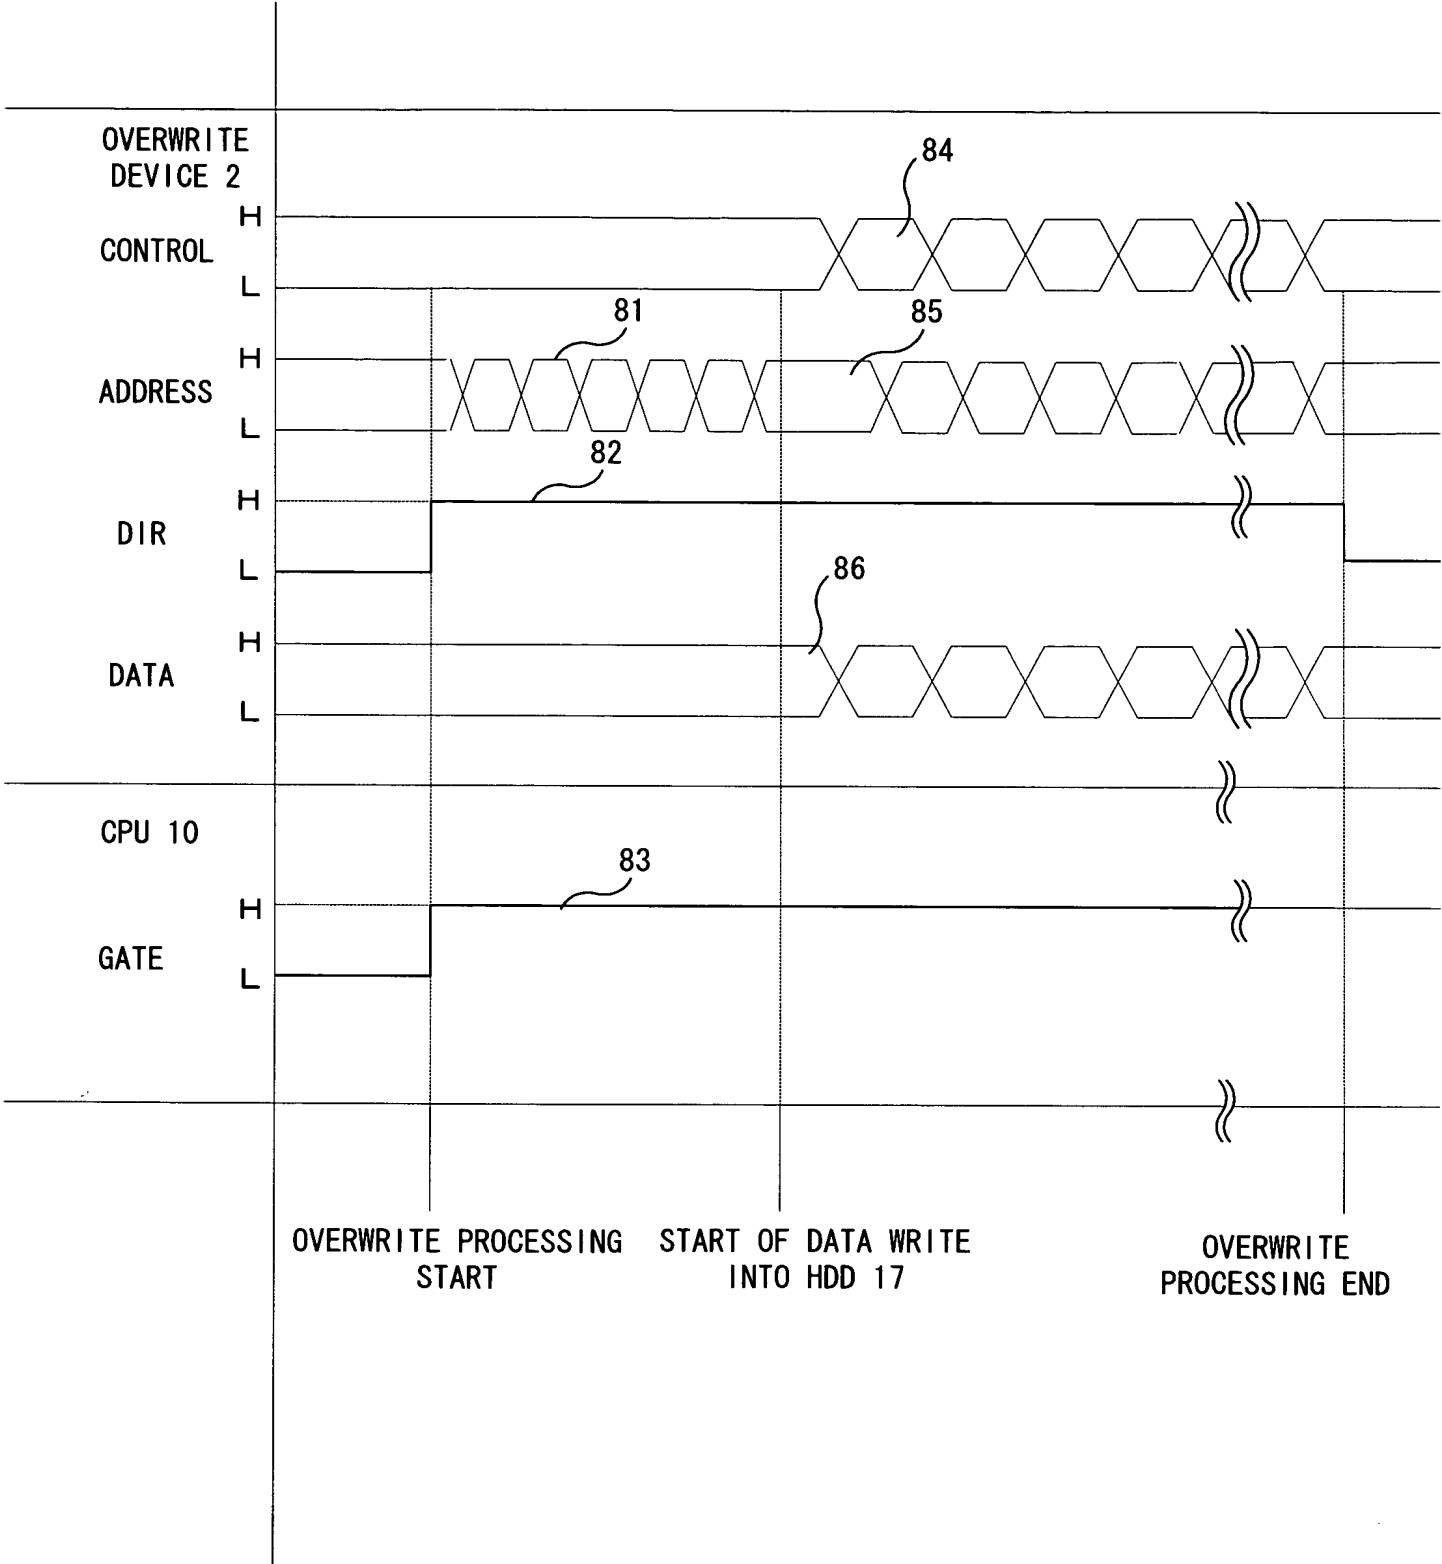 OVERWRITE
DEVICE 2
84
H
CONTROL
L
81
85
H
ADDRESS
L
82
H
DIR
L
86
H
DATA
L
CPU 10
83
H
GATE
L
OVERWRITE PROCESSING
START
START OF DATA WRITE
INTO HDD 17
OVERWRITE
PROCESSING END